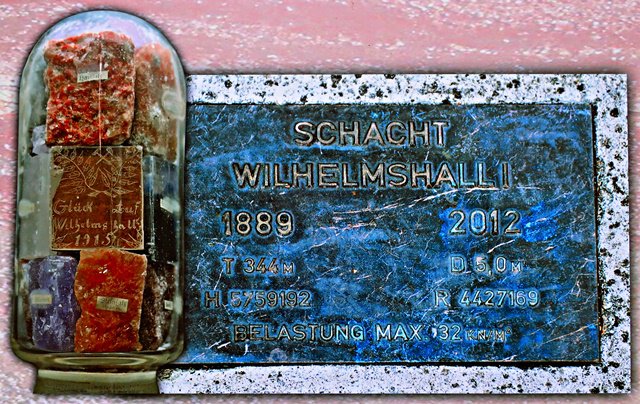 Glück Auf
Wilhelmshall
1915
SCHACHT
WILHELMSHALL I
1889 2012
T 344 M D 5,0 M
H 5759192 R 4427169
BELASTUNG MAX. 32 KN/M²